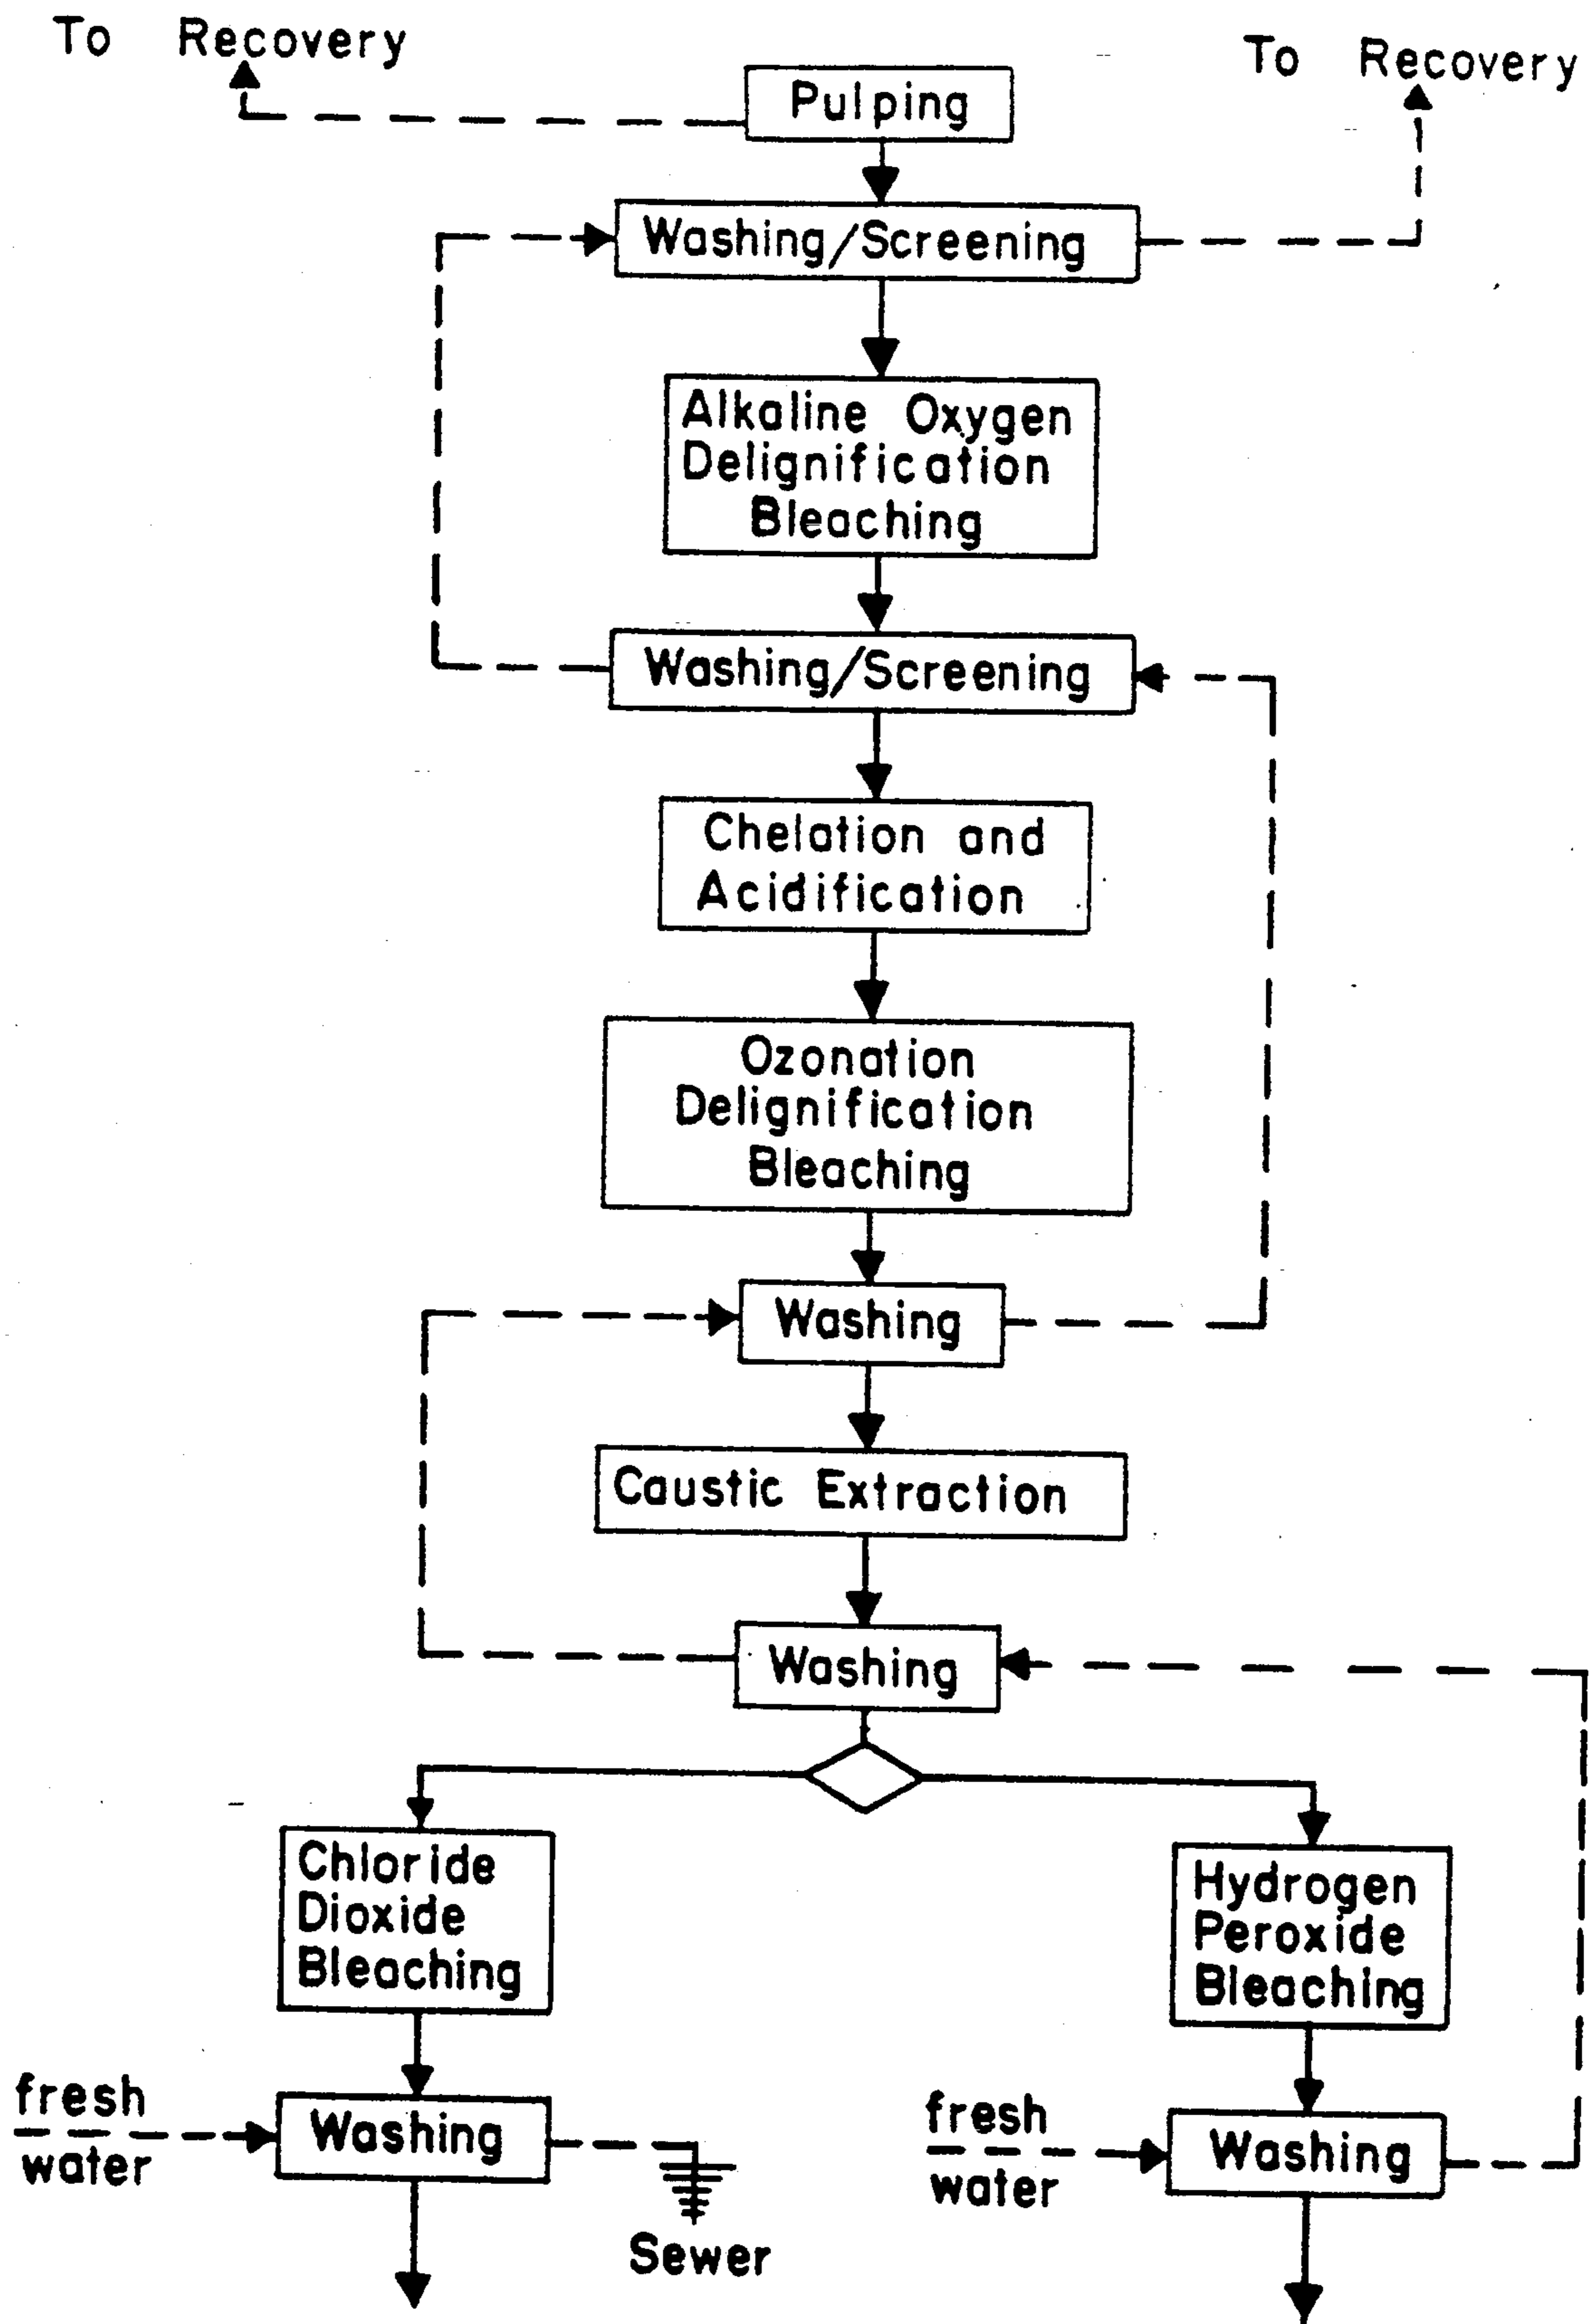 To Recovery
To Recovery
Pulping
Washing/Screening
Alkaline Oxygen
Delignification
Bleaching
Washing/Screening
Chelation and
Acidification
Ozonation
Delignification
Bleaching
Washing
Caustic Extraction
Washing
Chloride
Dioxide
Bleaching
Hydrogen
Peroxide
Bleaching
fresh
water
Washing
Sewer
fresh
water
Washing